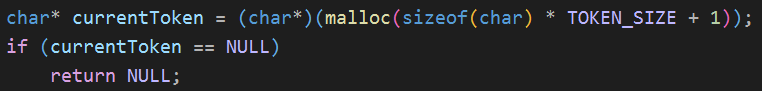 char* currentToken = (char*)(malloc(sizeof(char) * TOKEN_SIZE + 1));
if (currentToken == NULL)
    return NULL;